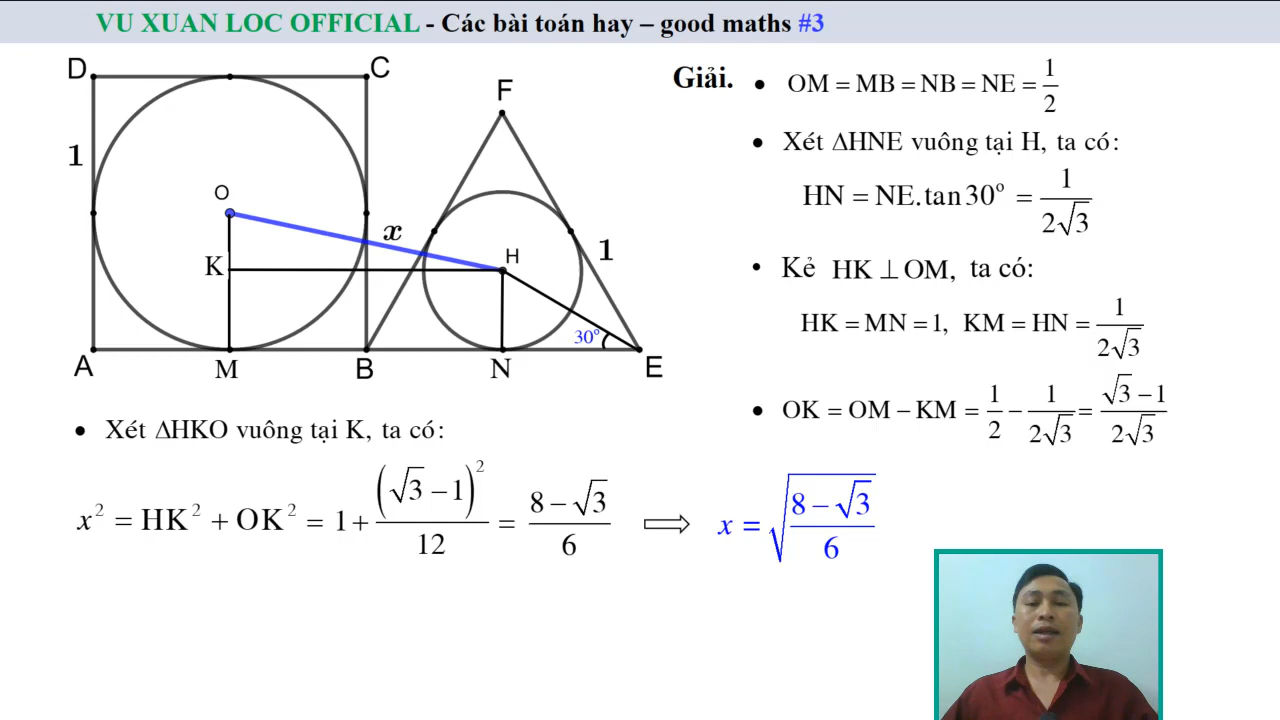 VU XUAN LOC OFFICIAL - Các bài toán hay – good maths #3
D
C
F
1
O
x
H
K
1
30°
A
M
B
N
E
Giải. • OM = MB = NB = NE = 1/2
• Xét ΔHNE vuông tại H, ta có:
HN = NE.tan30° = 1/(2√3)
• Kẻ HK ⊥ OM, ta có:
HK = MN = 1, KM = HN = 1/(2√3)
• OK = OM − KM = 1/2 − 1/(2√3) = (√3 − 1)/(2√3)
• Xét ΔHKO vuông tại K, ta có:
x² = HK² + OK² = 1 + (√3 − 1)²/12 = (8 − √3)/6 ⟹ x = √((8 − √3)/6)